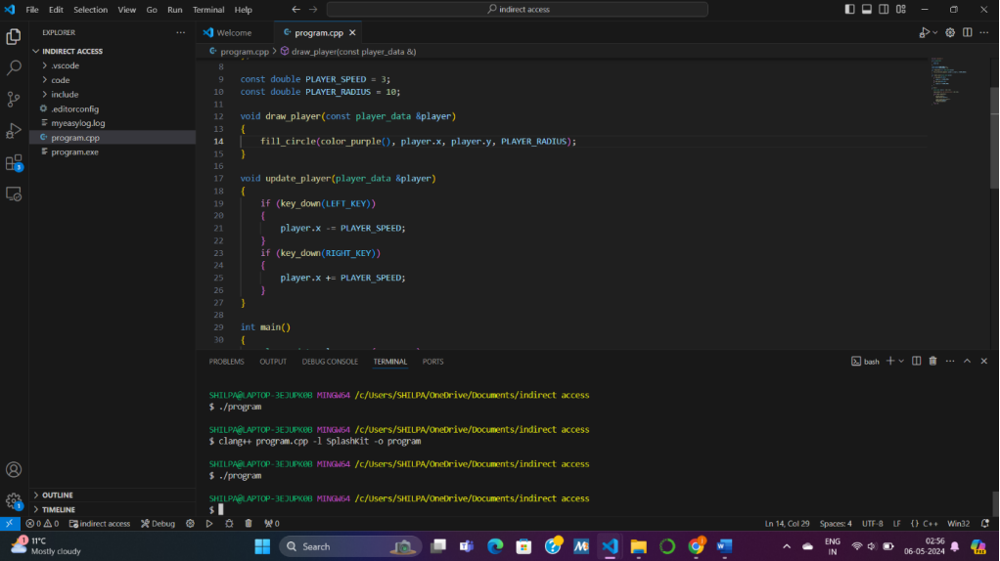 File Edit Selection View Go Run Terminal Help
indirect access
EXPLORER
INDIRECT ACCESS
.vscode
code
include
.editorconfig
myeasylog.log
program.cpp
program.exe
OUTLINE
TIMELINE
3
1
Welcome
program.cpp
program.cpp > draw_player(const player_data &)
8
9 const double PLAYER_SPEED = 3;
10 const double PLAYER_RADIUS = 10;
11
12 void draw_player(const player_data &player)
13 {
14 fill_circle(color_purple(), player.x, player.y, PLAYER_RADIUS);
15 }
16
17 void update_player(player_data &player)
18 {
19 if (key_down(LEFT_KEY))
20 {
21 player.x -= PLAYER_SPEED;
22 }
23 if (key_down(RIGHT_KEY))
24 {
25 player.x += PLAYER_SPEED;
26 }
27 }
28
29 int main()
30 {
PROBLEMS OUTPUT DEBUG CONSOLE TERMINAL PORTS
bash
SHILPA@LAPTOP-3EJUPK0B MINGW64 /c/Users/SHILPA/OneDrive/Documents/indirect access
$ ./program
SHILPA@LAPTOP-3EJUPK0B MINGW64 /c/Users/SHILPA/OneDrive/Documents/indirect access
$ clang++ program.cpp -l SplashKit -o program
SHILPA@LAPTOP-3EJUPK0B MINGW64 /c/Users/SHILPA/OneDrive/Documents/indirect access
$ ./program
SHILPA@LAPTOP-3EJUPK0B MINGW64 /c/Users/SHILPA/OneDrive/Documents/indirect access
$
0 0 indirect access Debug 0
Ln 14, Col 29 Spaces: 4 UTF-8 LF {} C++ Win32
1 11°C
Mostly cloudy
Search
ENG
IN
02:56
06-05-2024